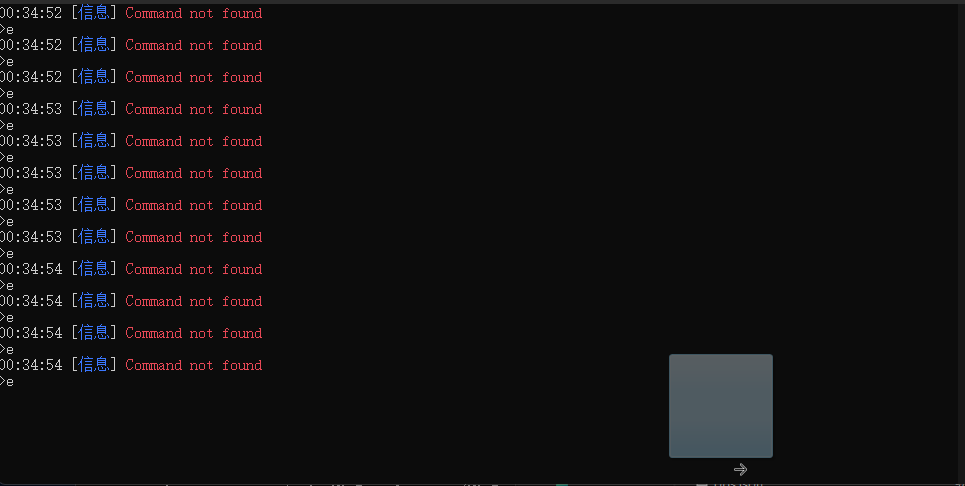 00:34:52 [信息] Command not found
>e
00:34:52 [信息] Command not found
>e
00:34:52 [信息] Command not found
>e
00:34:53 [信息] Command not found
>e
00:34:53 [信息] Command not found
>e
00:34:53 [信息] Command not found
>e
00:34:53 [信息] Command not found
>e
00:34:53 [信息] Command not found
>e
00:34:54 [信息] Command not found
>e
00:34:54 [信息] Command not found
>e
00:34:54 [信息] Command not found
>e
00:34:54 [信息] Command not found
>e